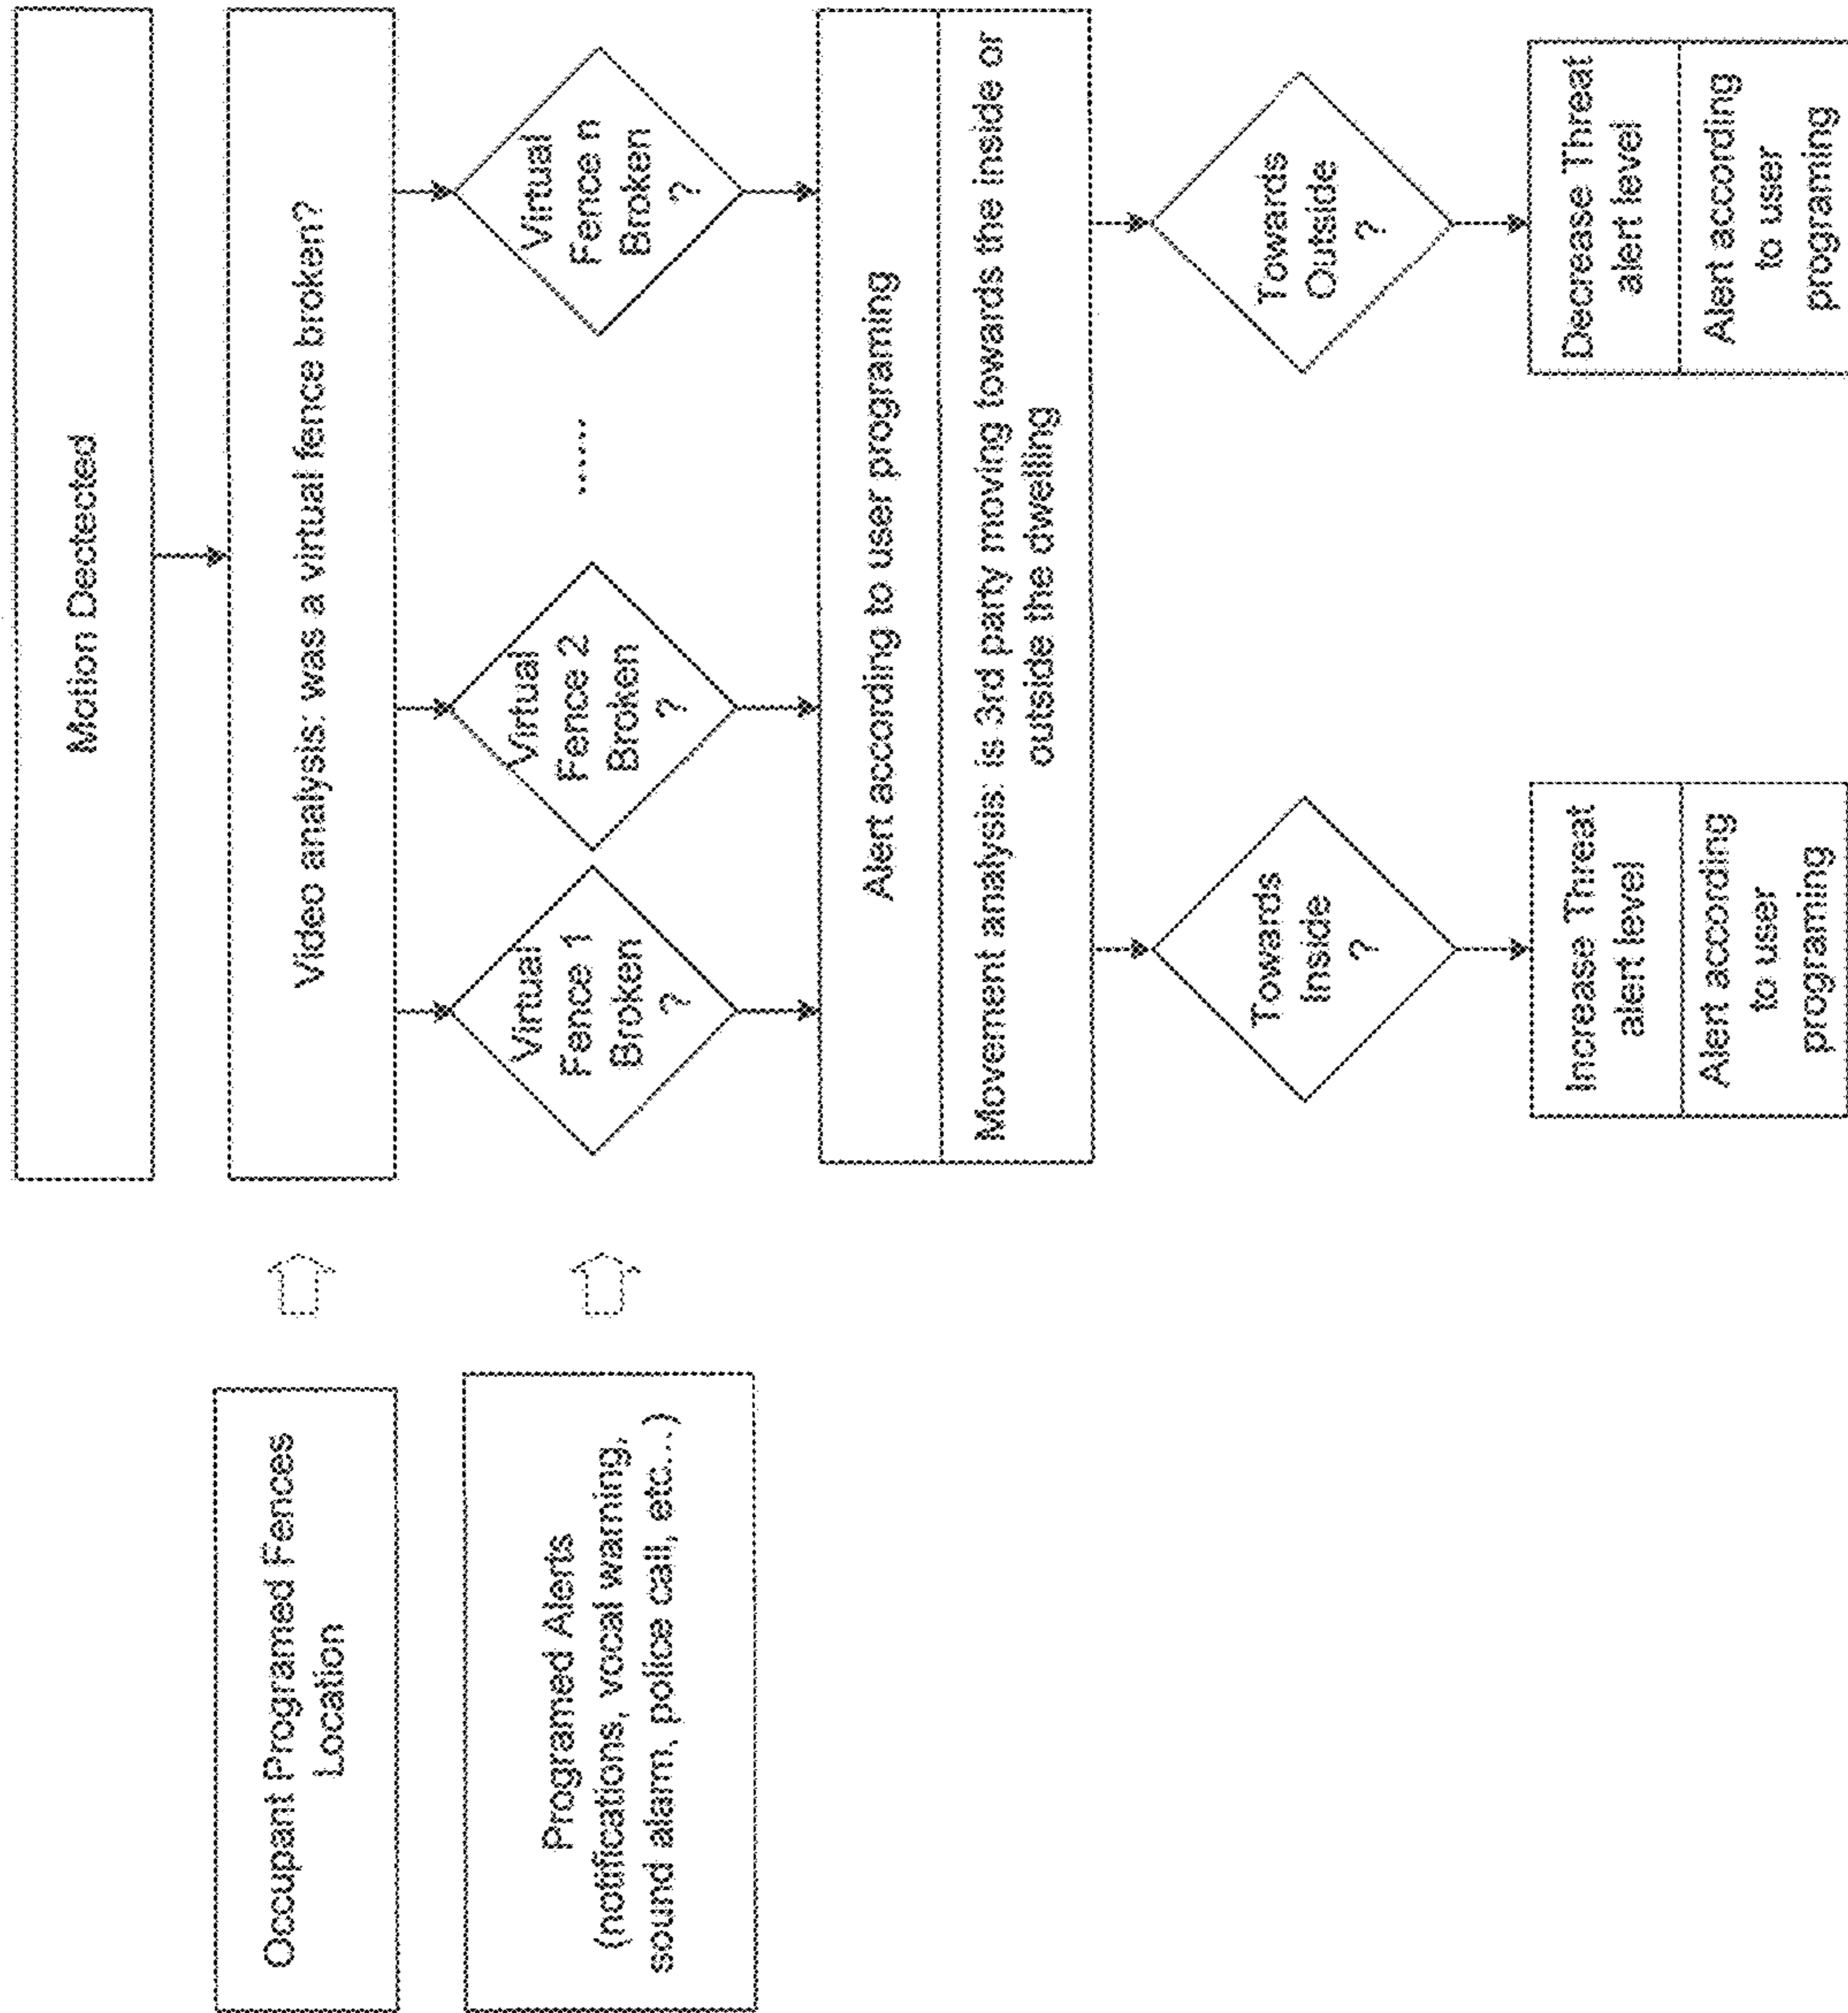 Motion Dectected
Video analysis: was a virtual fence broken?
Occupant Programed Fences
Location
Programed Alerts
(notifications, vocal warning,
sound alarm, police call, etc...)
Virtual
Fence 1
Broken
?
Virtual
Fence 2
Broken
?
......
Virtual
Fence n
Broken
?
Alert according to user programing
Movement analysis: is 3rd party moving towards the inside or
outside the dwelling
Towards
Inside
?
Towards
Outside
?
Increase Threat
alert level
Alert according
to user
programing
Decrease Threat
alert level
Alert according
to user
programing